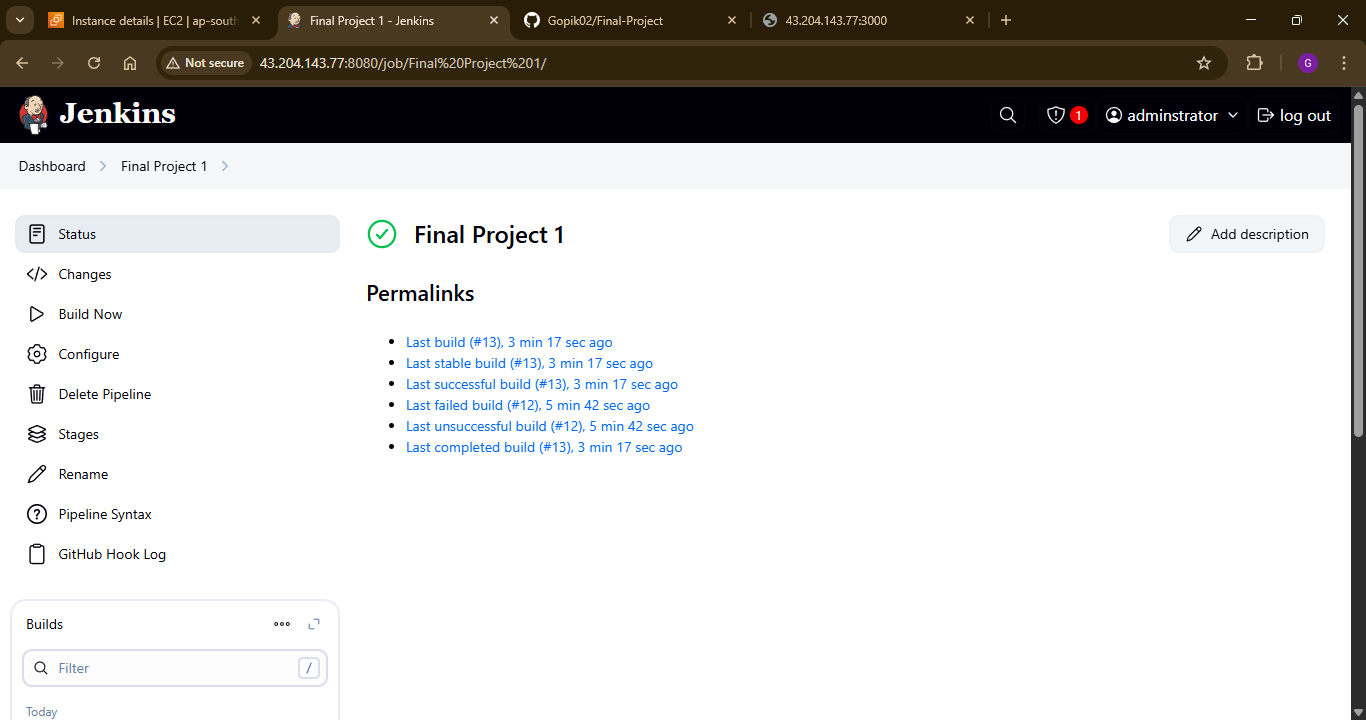 Instance details | EC2 | ap-south
Final Project 1 - Jenkins
Gopik02/Final-Project
43.204.143.77:3000
Not secure
43.204.143.77:8080/job/Final%20Project%201/
G
Jenkins
1
adminstrator
log out
Dashboard
Final Project 1
Status
Changes
Build Now
Configure
Delete Pipeline
Stages
Rename
Pipeline Syntax
GitHub Hook Log
Final Project 1
Add description
Permalinks
Last build (#13), 3 min 17 sec ago
Last stable build (#13), 3 min 17 sec ago
Last successful build (#13), 3 min 17 sec ago
Last failed build (#12), 5 min 42 sec ago
Last unsuccessful build (#12), 5 min 42 sec ago
Last completed build (#13), 3 min 17 sec ago
Builds
Filter
/
Today